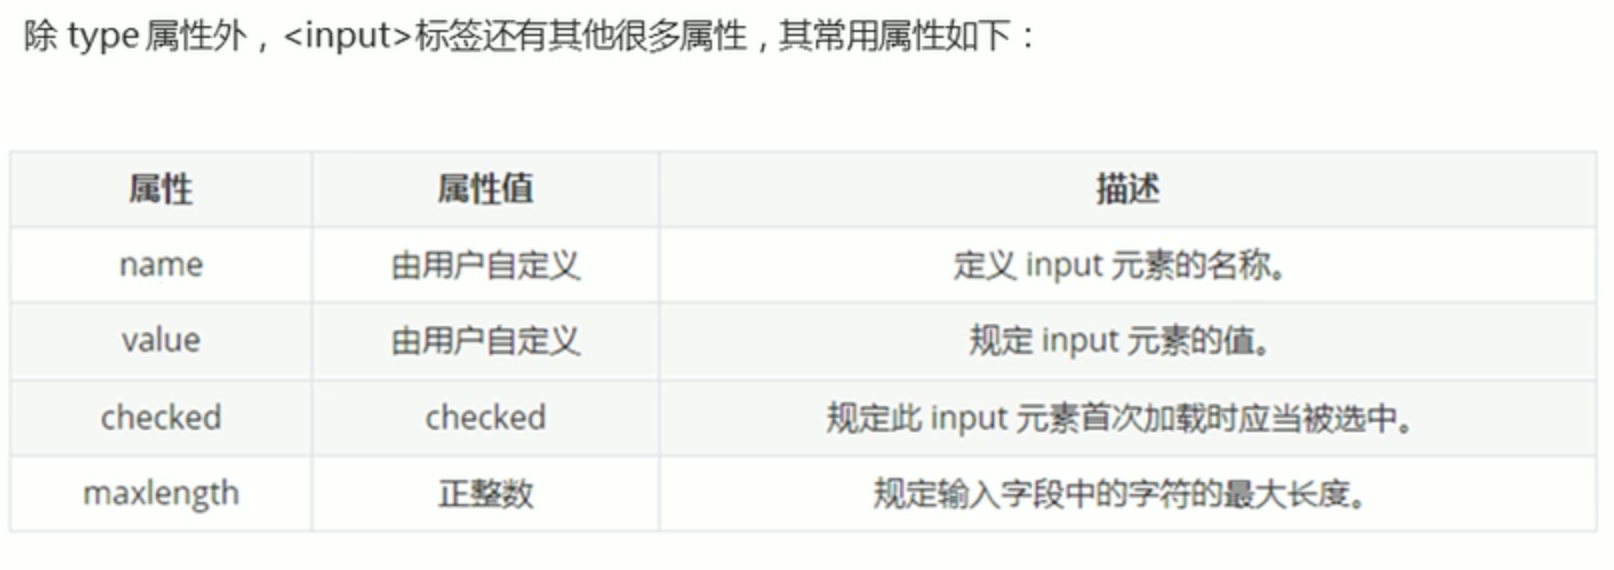 除 type 属性外，<input>标签还有其他很多属性，其常用属性如下：
属性 属性值 描述
name 由用户自定义 定义 input 元素的名称。
value 由用户自定义 规定 input 元素的值。
checked checked 规定此 input 元素首次加载时应当被选中。
maxlength 正整数 规定输入字段中的字符的最大长度。